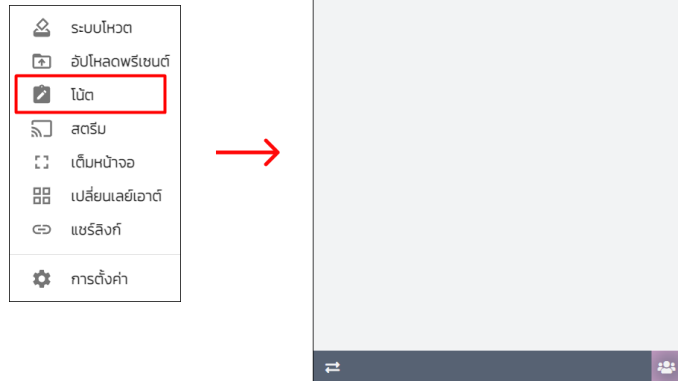 ระบบโหวต
อัปโหลดพรีเซนต์
โน้ต
สตรีม
เต็มหน้าจอ
เปลี่ยนเลย์เอาต์
แชร์ลิงก์
การตั้งค่า